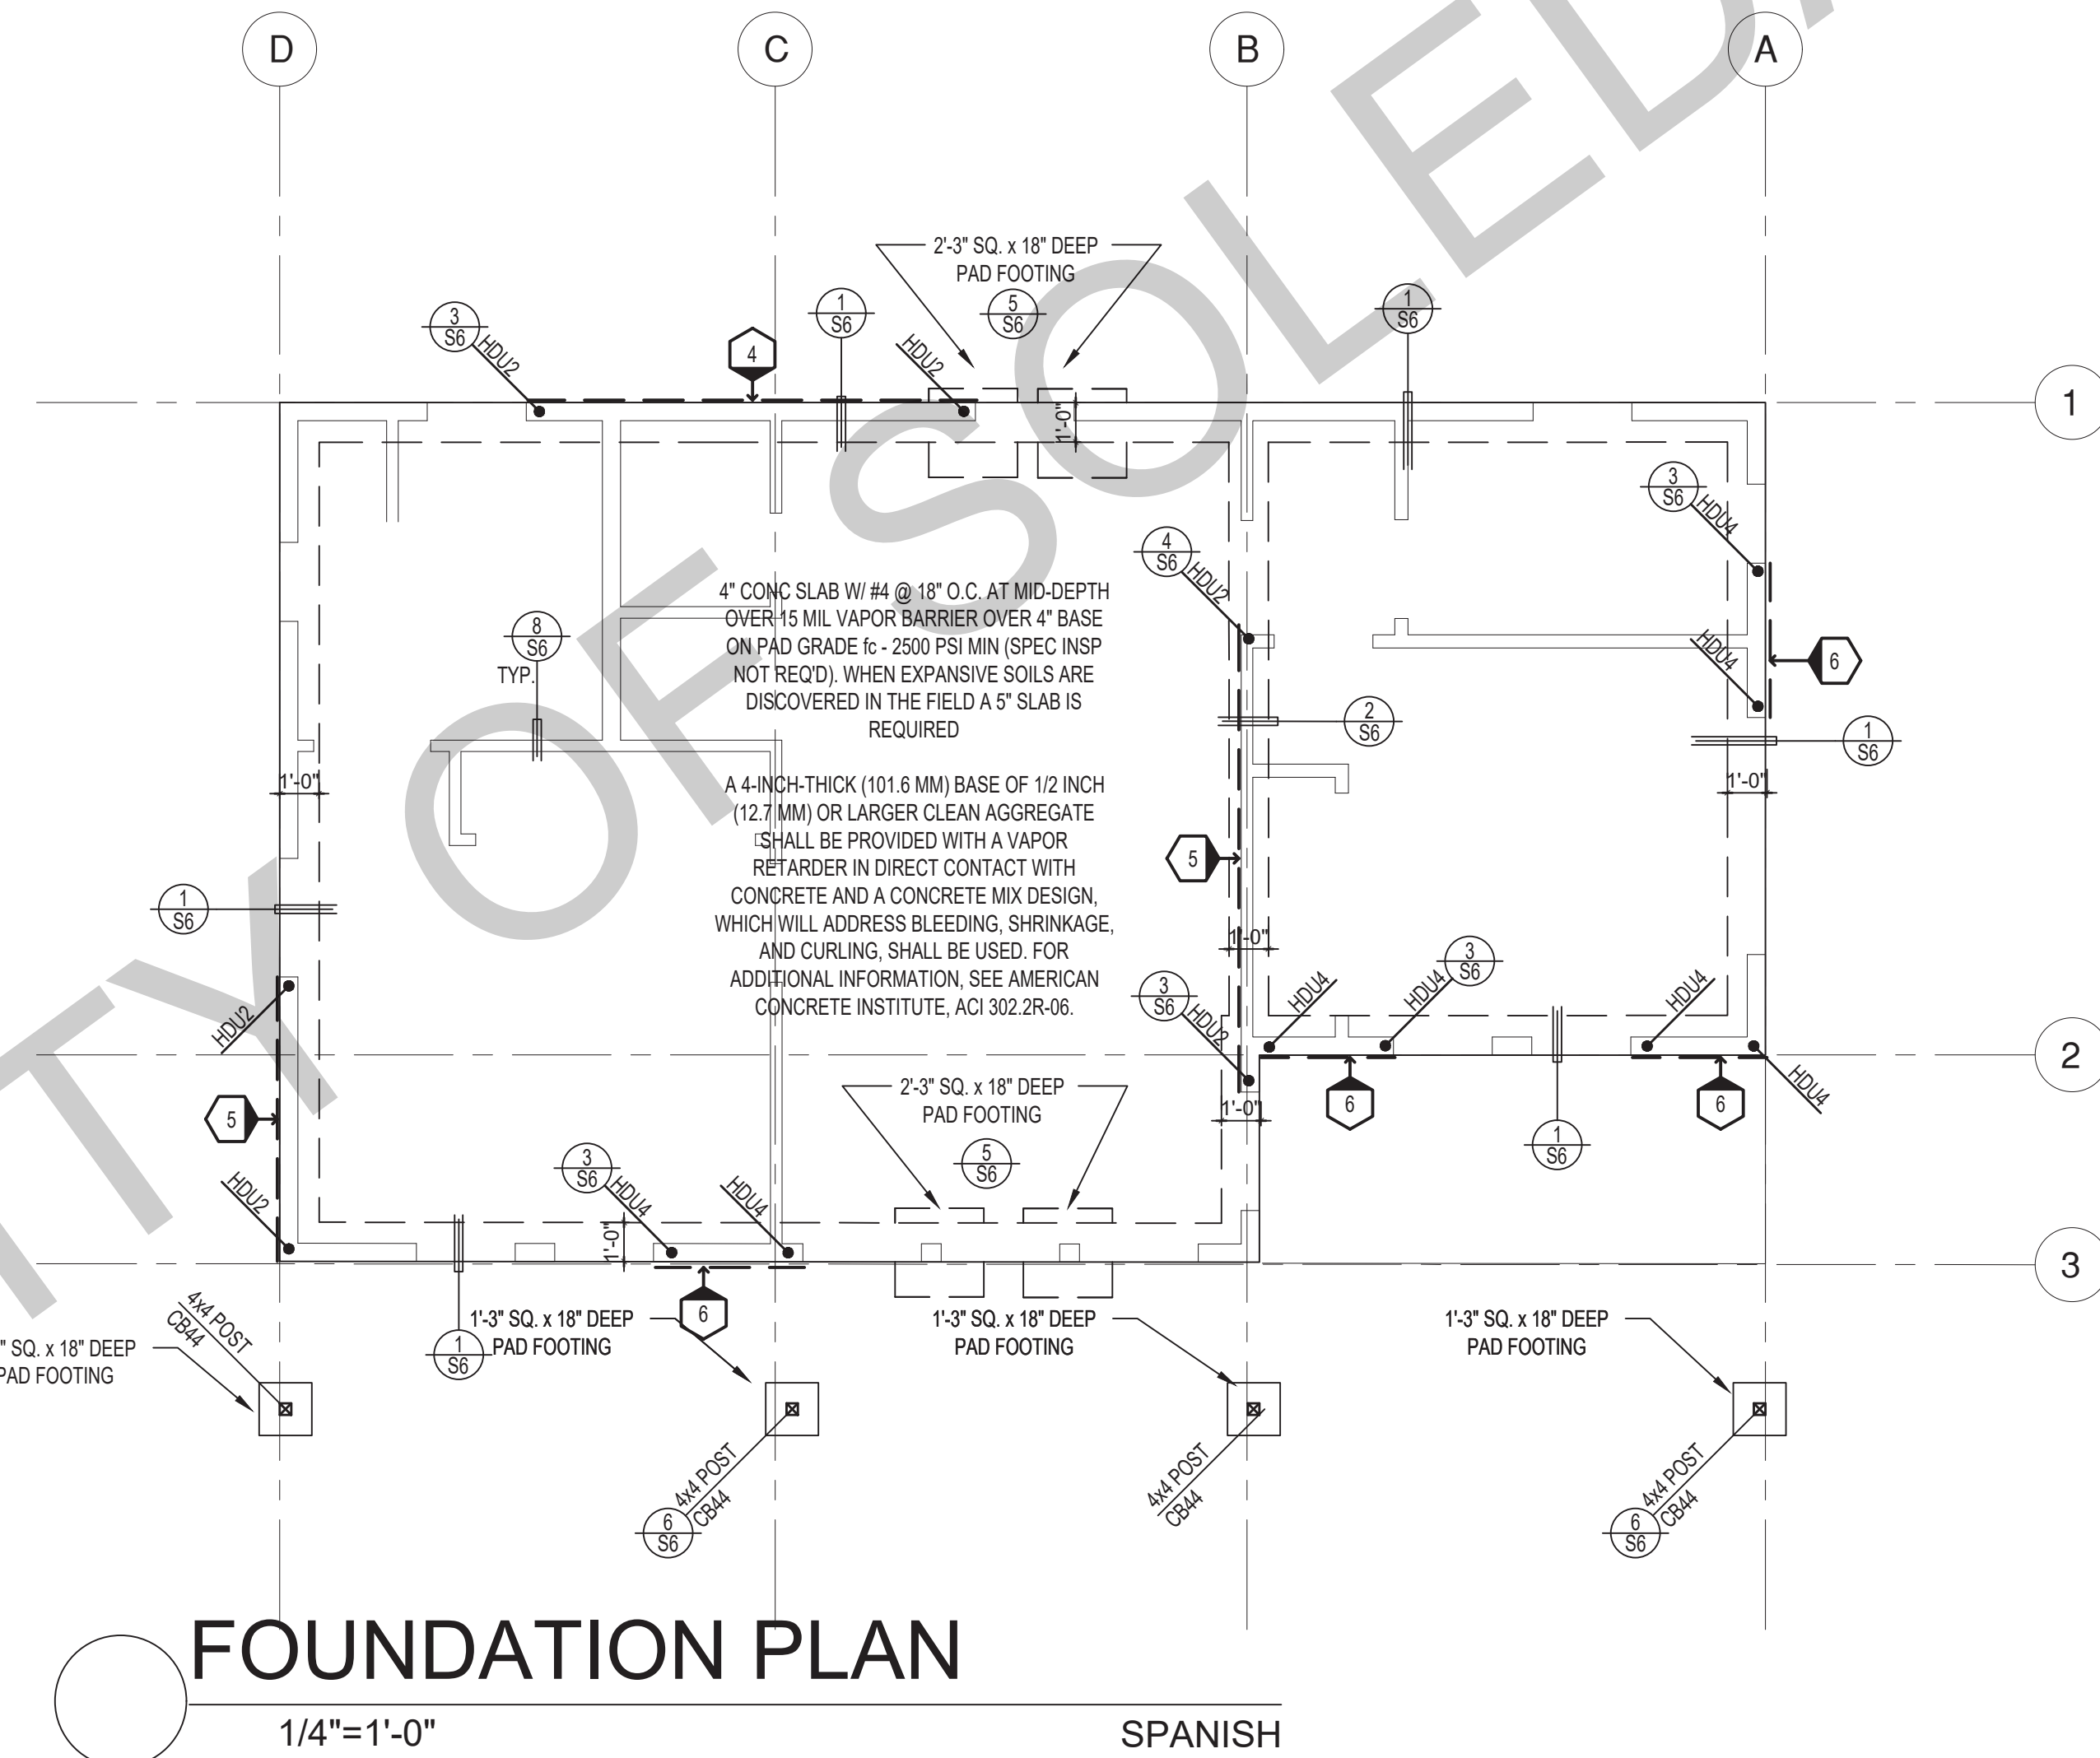 D
C
B
A
1
2
3
2'-3" SQ. x 18" DEEP
PAD FOOTING
5
S6
1
S6
1
S6
3
S6
HDU2
4
HDU2
1'-0"
3
S6
HDU4
HDU4
6
1
S6
1'-0"
4
S6
HDU2
2
S6
8
S6
TYP.
4" CONC SLAB W/ #4 @ 18" O.C. AT MID-DEPTH
OVER 15 MIL VAPOR BARRIER OVER 4" BASE
ON PAD GRADE fc - 2500 PSI MIN (SPEC INSP
NOT REQ'D). WHEN EXPANSIVE SOILS ARE
DISCOVERED IN THE FIELD A 5" SLAB IS
REQUIRED
A 4-INCH-THICK (101.6 MM) BASE OF 1/2 INCH
(12.7 MM) OR LARGER CLEAN AGGREGATE
SHALL BE PROVIDED WITH A VAPOR
RETARDER IN DIRECT CONTACT WITH
CONCRETE AND A CONCRETE MIX DESIGN,
WHICH WILL ADDRESS BLEEDING, SHRINKAGE,
AND CURLING, SHALL BE USED. FOR
ADDITIONAL INFORMATION, SEE AMERICAN
CONCRETE INSTITUTE, ACI 302.2R-06.
1'-0"
1
S6
5
1'-0"
3
S6
HDU2
HDU4
HDU4
3
S6
HDU4
HDU4
HDU2
5
HDU2
1'-0"
6
6
1
S6
2'-3" SQ. x 18" DEEP
PAD FOOTING
5
S6
3
S6
HDU4
HDU4
1'-0"
6
1
S6
4x4 POST
CB44
" SQ. x 18" DEEP
PAD FOOTING
1'-3" SQ. x 18" DEEP
PAD FOOTING
1'-3" SQ. x 18" DEEP
PAD FOOTING
1'-3" SQ. x 18" DEEP
PAD FOOTING
4x4 POST
CB44
6
S6
4x4 POST
CB44
4x4 POST
CB44
6
S6
FOUNDATION PLAN
1/4"=1'-0"
SPANISH
TY OF SOLED